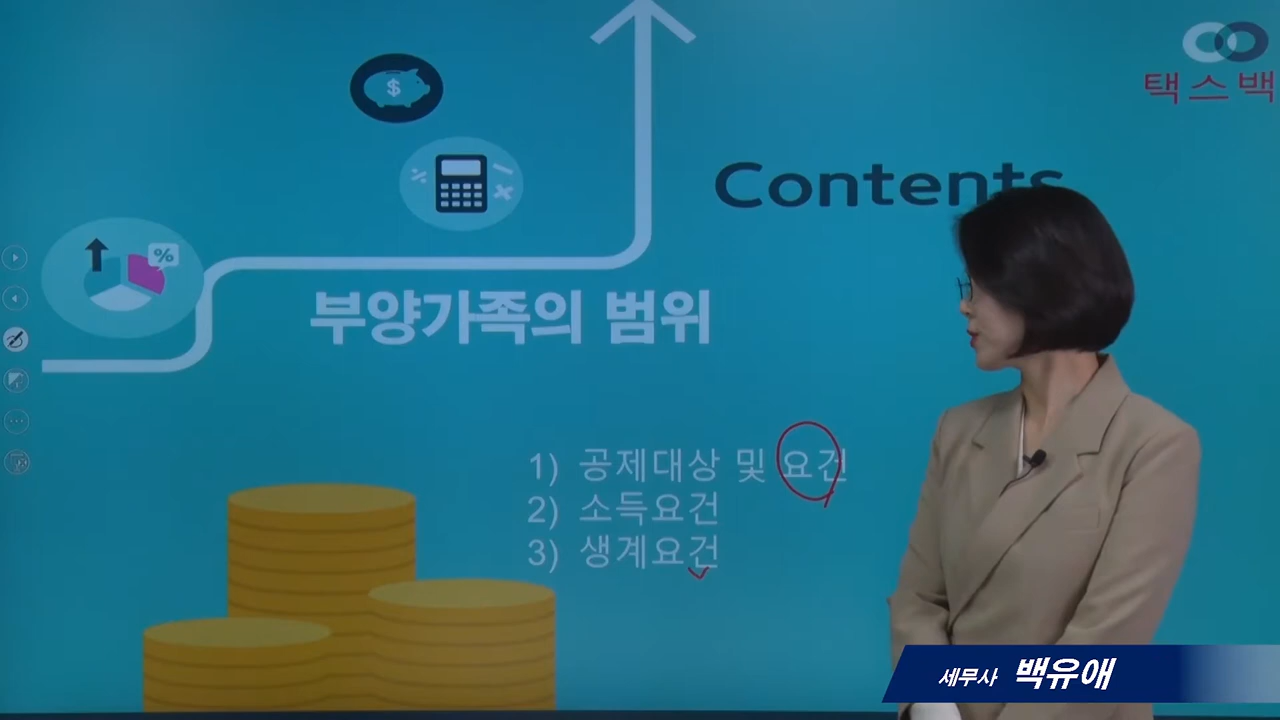 택스백
Contents
%
$
부양가족의 범위
1) 공제대상 및 요건
2) 소득요건
3) 생계요건
세무사 백유애